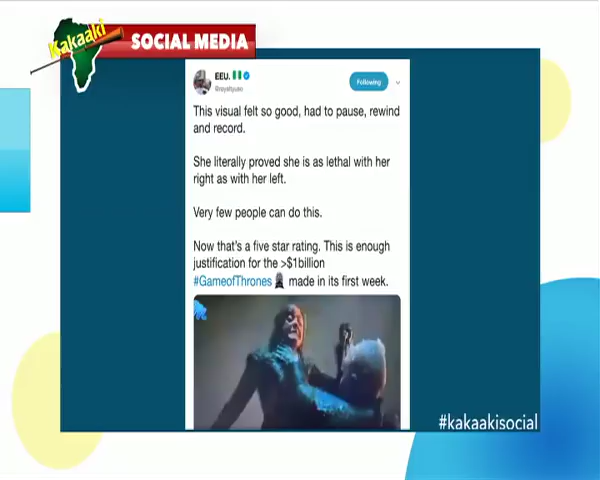 Kakaaki
SOCIAL MEDIA
EEU.
Following
This visual felt so good, had to pause, rewind
and record.
She literally proved she is as lethal with her
right as with her left.
Very few people can do this.
Now that's a five star rating. This is enough
justification for the >$1billion
#GameofThrones made in its first week.
#kakaakisocial